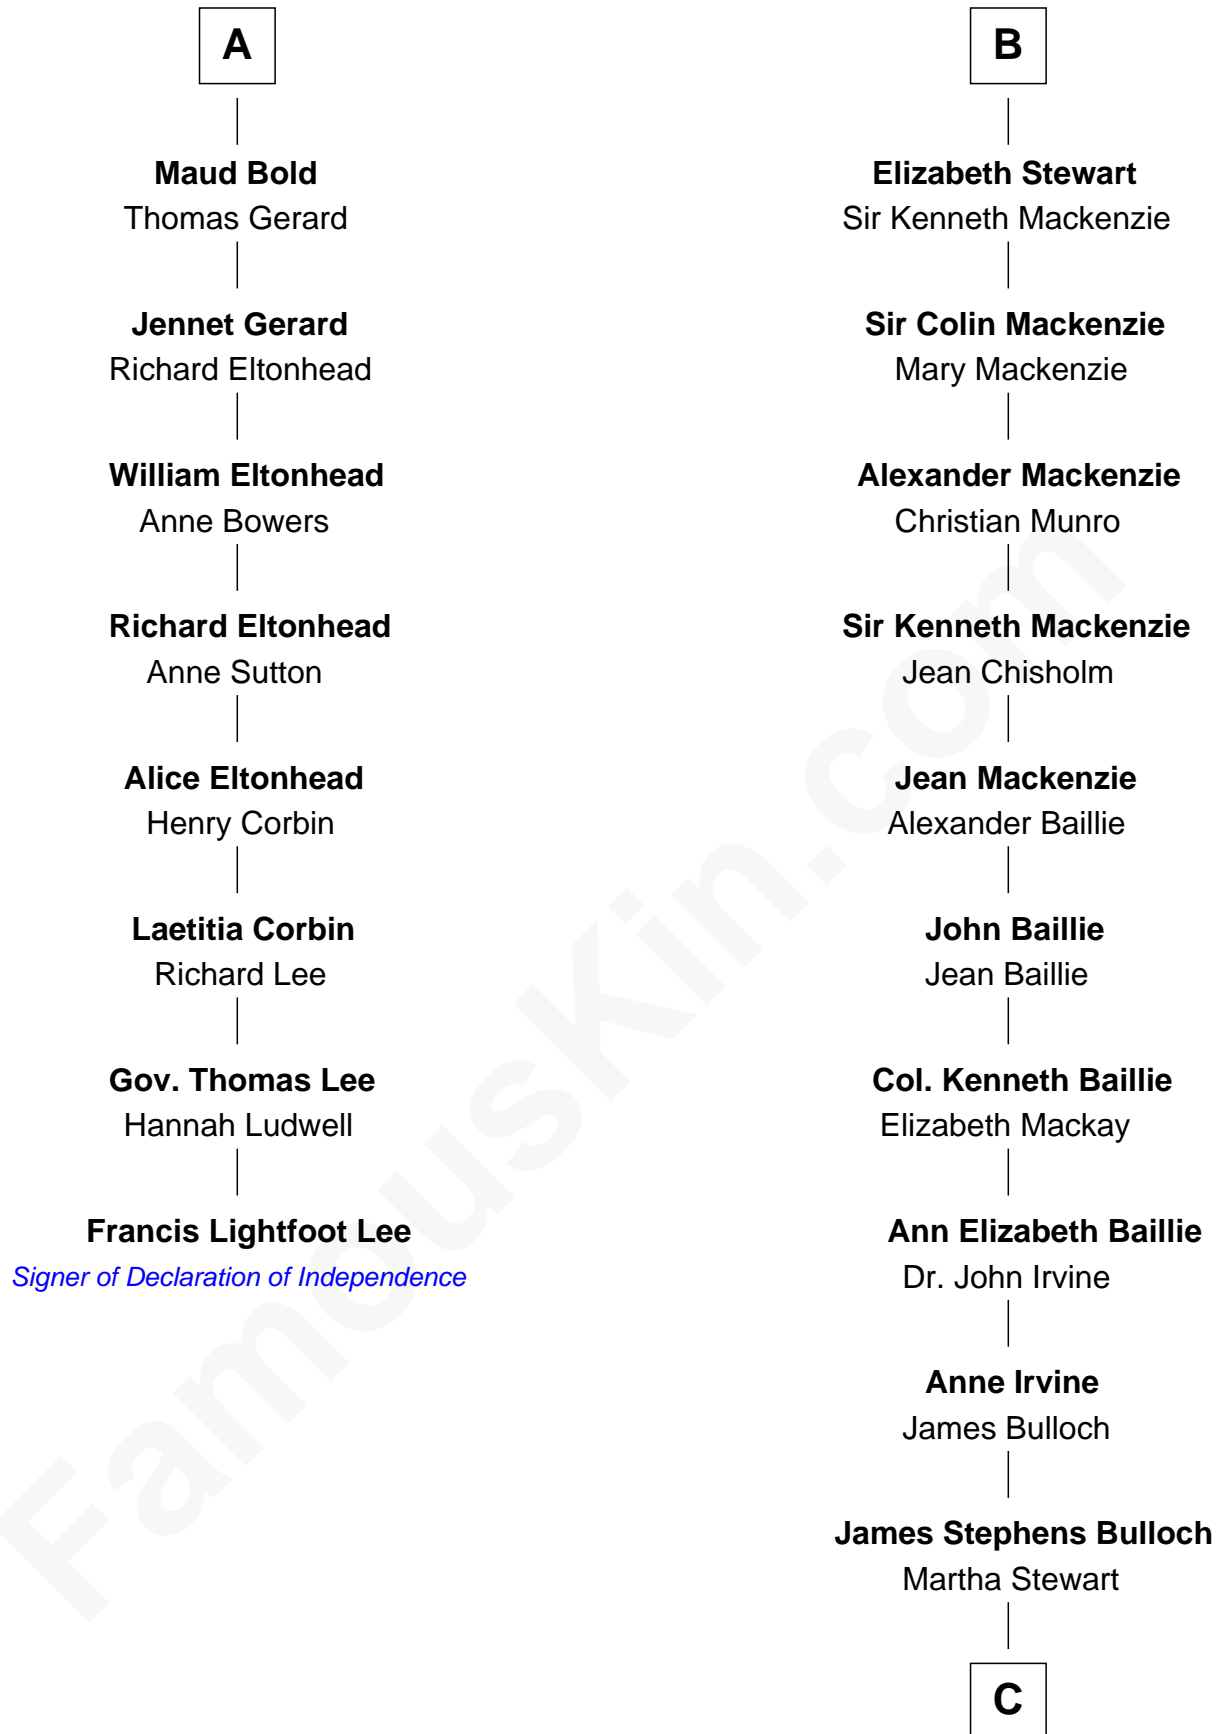 A
Maud Bold
Thomas Gerard
Jennet Gerard
Richard Eltonhead
William Eltonhead
Anne Bowers
Richard Eltonhead
Anne Sutton
Alice Eltonhead
Henry Corbin
Laetitia Corbin
Richard Lee
Gov. Thomas Lee
Hannah Ludwell
Francis Lightfoot Lee
Signer of Declaration of Independence
B
Elizabeth Stewart
Sir Kenneth Mackenzie
Sir Colin Mackenzie
Mary Mackenzie
Alexander Mackenzie
Christian Munro
Sir Kenneth Mackenzie
Jean Chisholm
Jean Mackenzie
Alexander Baillie
John Baillie
Jean Baillie
Col. Kenneth Baillie
Elizabeth Mackay
Ann Elizabeth Baillie
Dr. John Irvine
Anne Irvine
James Bulloch
James Stephens Bulloch
Martha Stewart
C
FamousKin.com